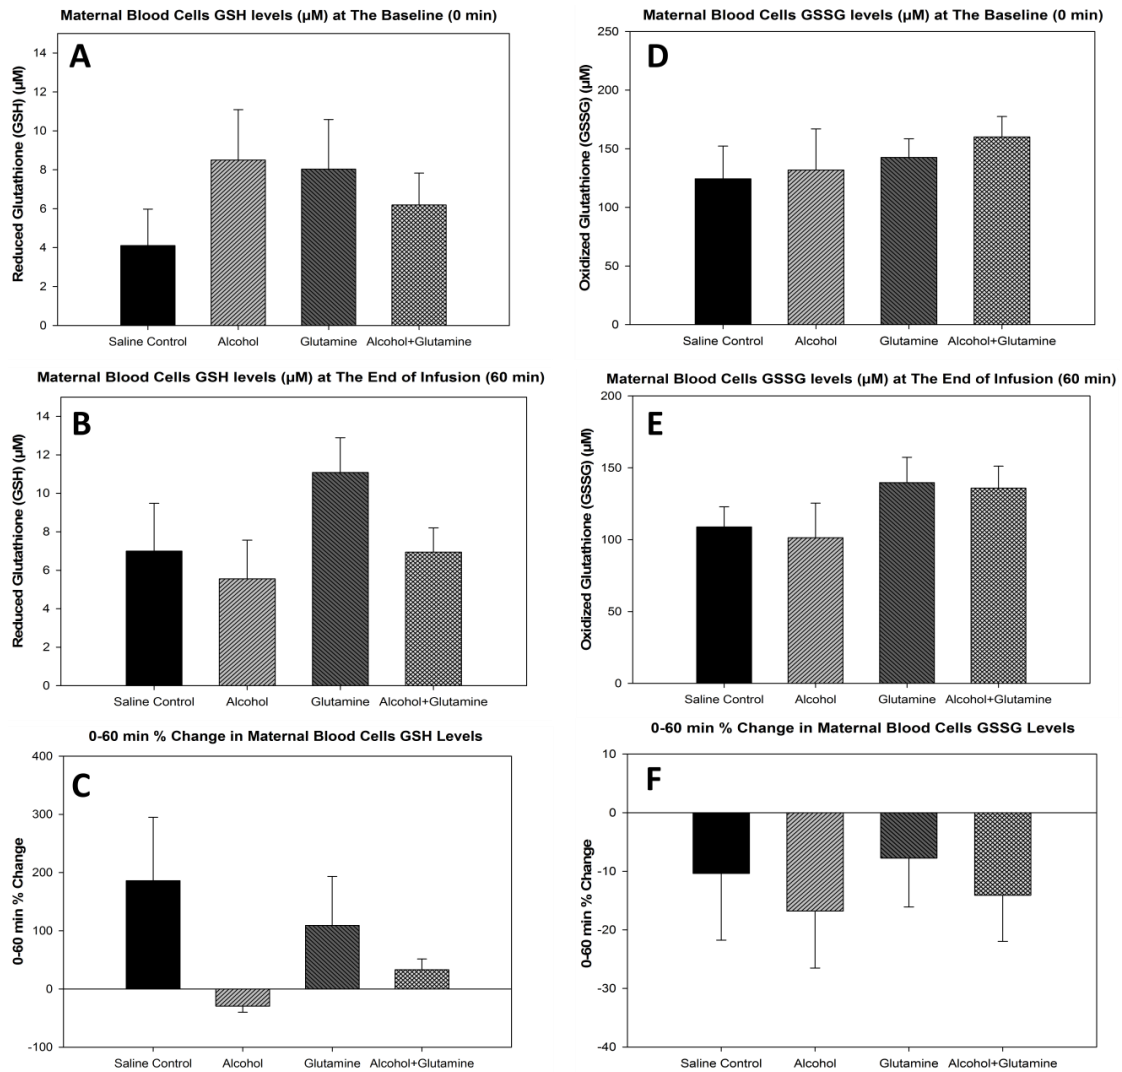 Maternal Blood Cells GSH levels (µM) at The Baseline (0 min)
A
Reduced Glutathione (GSH) (µM)
14
12
10
8
6
4
2
0
Saline Control Alcohol Glutamine Alcohol+Glutamine
Maternal Blood Cells GSSG levels (µM) at The Baseline (0 min)
D
Oxidized Glutathione (GSSG) (µM)
250
200
150
100
50
0
Saline Control Alcohol Glutamine Alcohol+Glutamine
Maternal Blood Cells GSH levels (µM) at The End of Infusion (60 min)
B
Reduced Glutathione (GSH) (µM)
14
12
10
8
6
4
2
0
Saline Control Alcohol Glutamine Alcohol+Glutamine
Maternal Blood Cells GSSG levels (µM) at The End of Infusion (60 min)
E
Oxidized Glutathione (GSSG) (µM)
200
150
100
50
0
Saline Control Alcohol Glutamine Alcohol+Glutamine
0-60 min % Change in Maternal Blood Cells GSH Levels
C
0-60 min % Change
400
300
200
100
0
-100
Saline Control Alcohol Glutamine Alcohol+Glutamine
0-60 min % Change in Maternal Blood Cells GSSG Levels
F
0-60 min % Change
10
0
-10
-20
-30
-40
Saline Control Alcohol Glutamine Alcohol+Glutamine